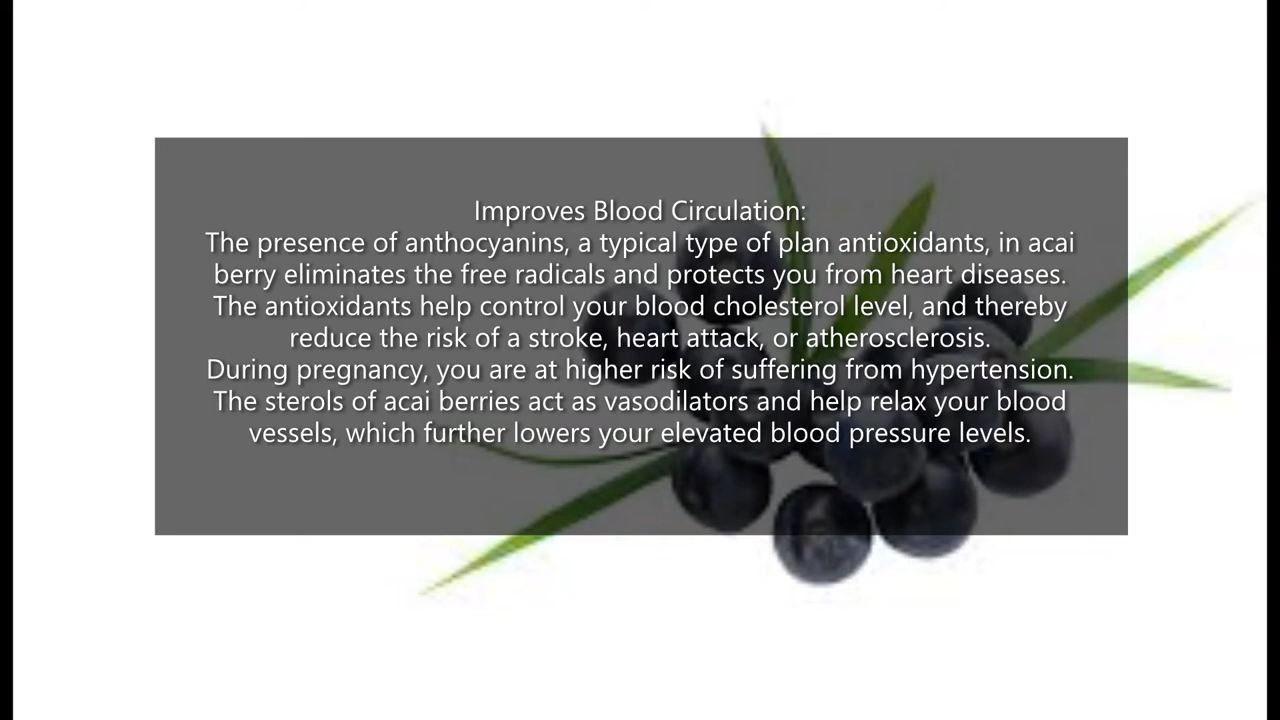 Improves Blood Circulation:
The presence of anthocyanins, a typical type of plan antioxidants, in acai
berry eliminates the free radicals and protects you from heart diseases.
The antioxidants help control your blood cholesterol level, and thereby
reduce the risk of a stroke, heart attack, or atherosclerosis.
During pregnancy, you are at higher risk of suffering from hypertension.
The sterols of acai berries act as vasodilators and help relax your blood
vessels, which further lowers your elevated blood pressure levels.